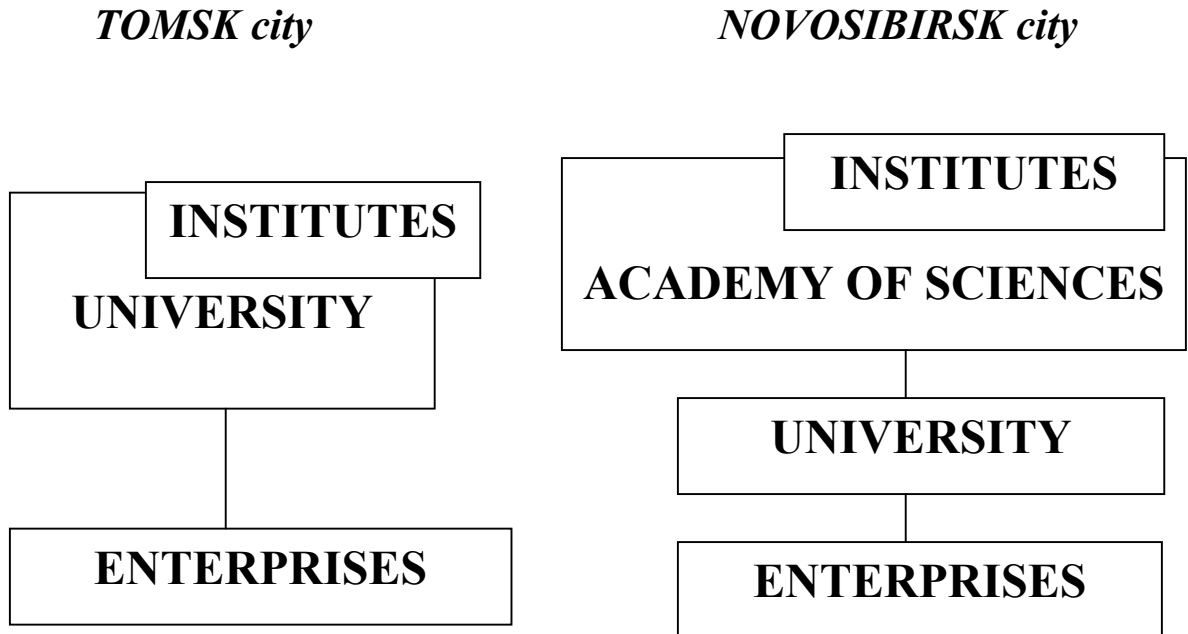 TOMSK city
NOVOSIBIRSK city
INSTITUTES
UNIVERSITY
ENTERPRISES
INSTITUTES
ACADEMY OF SCIENCES
UNIVERSITY
ENTERPRISES